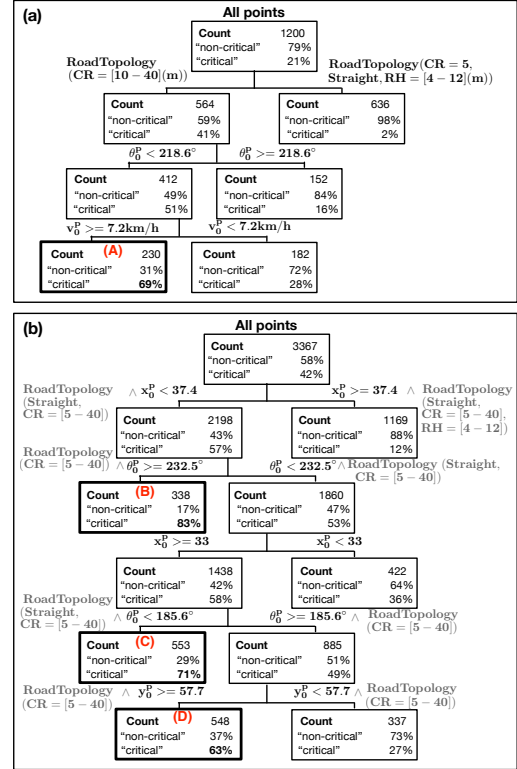 (a)
All points
Count 1200
"non-critical" 79%
"critical" 21%
RoadTopology
(CR = [10 − 40](m))
RoadTopology(CR = 5,
Straight, RH = [4 − 12](m))
Count 564
"non-critical" 59%
"critical" 41%
Count 636
"non-critical" 98%
"critical" 2%
θ₀ᴾ < 218.6°
θ₀ᴾ >= 218.6°
Count 412
"non-critical" 49%
"critical" 51%
Count 152
"non-critical" 84%
"critical" 16%
v₀ᴾ >= 7.2km/h
v₀ᴾ < 7.2km/h
Count (A) 230
"non-critical" 31%
"critical" 69%
Count 182
"non-critical" 72%
"critical" 28%
(b)
All points
Count 3367
"non-critical" 58%
"critical" 42%
RoadTopology ∧ x₀ᴾ < 37.4
(Straight,
CR = [5 − 40])
x₀ᴾ >= 37.4 ∧ RoadTopology
(Straight,
CR = [5 − 40],
RH = [4 − 12])
Count 2198
"non-critical" 43%
"critical" 57%
Count 1169
"non-critical" 88%
"critical" 12%
RoadTopology
(CR = [5 − 40]) ∧ θ₀ᴾ >= 232.5°
θ₀ᴾ < 232.5° ∧ RoadTopology (Straight,
CR = [5 − 40])
Count (B) 338
"non-critical" 17%
"critical" 83%
Count 1860
"non-critical" 47%
"critical" 53%
x₀ᴾ >= 33
x₀ᴾ < 33
Count 1438
"non-critical" 42%
"critical" 58%
Count 422
"non-critical" 64%
"critical" 36%
RoadTopology
(Straight, ∧ θ₀ᴾ < 185.6°
CR = [5 − 40])
θ₀ᴾ >= 185.6° ∧ RoadTopology
(CR = [5 − 40])
Count (C) 553
"non-critical" 29%
"critical" 71%
Count 885
"non-critical" 51%
"critical" 49%
RoadTopology ∧ y₀ᴾ >= 57.7
(CR = [5 − 40])
y₀ᴾ < 57.7 ∧ RoadTopology
(CR = [5 − 40])
Count (D) 548
"non-critical" 37%
"critical" 63%
Count 337
"non-critical" 73%
"critical" 27%